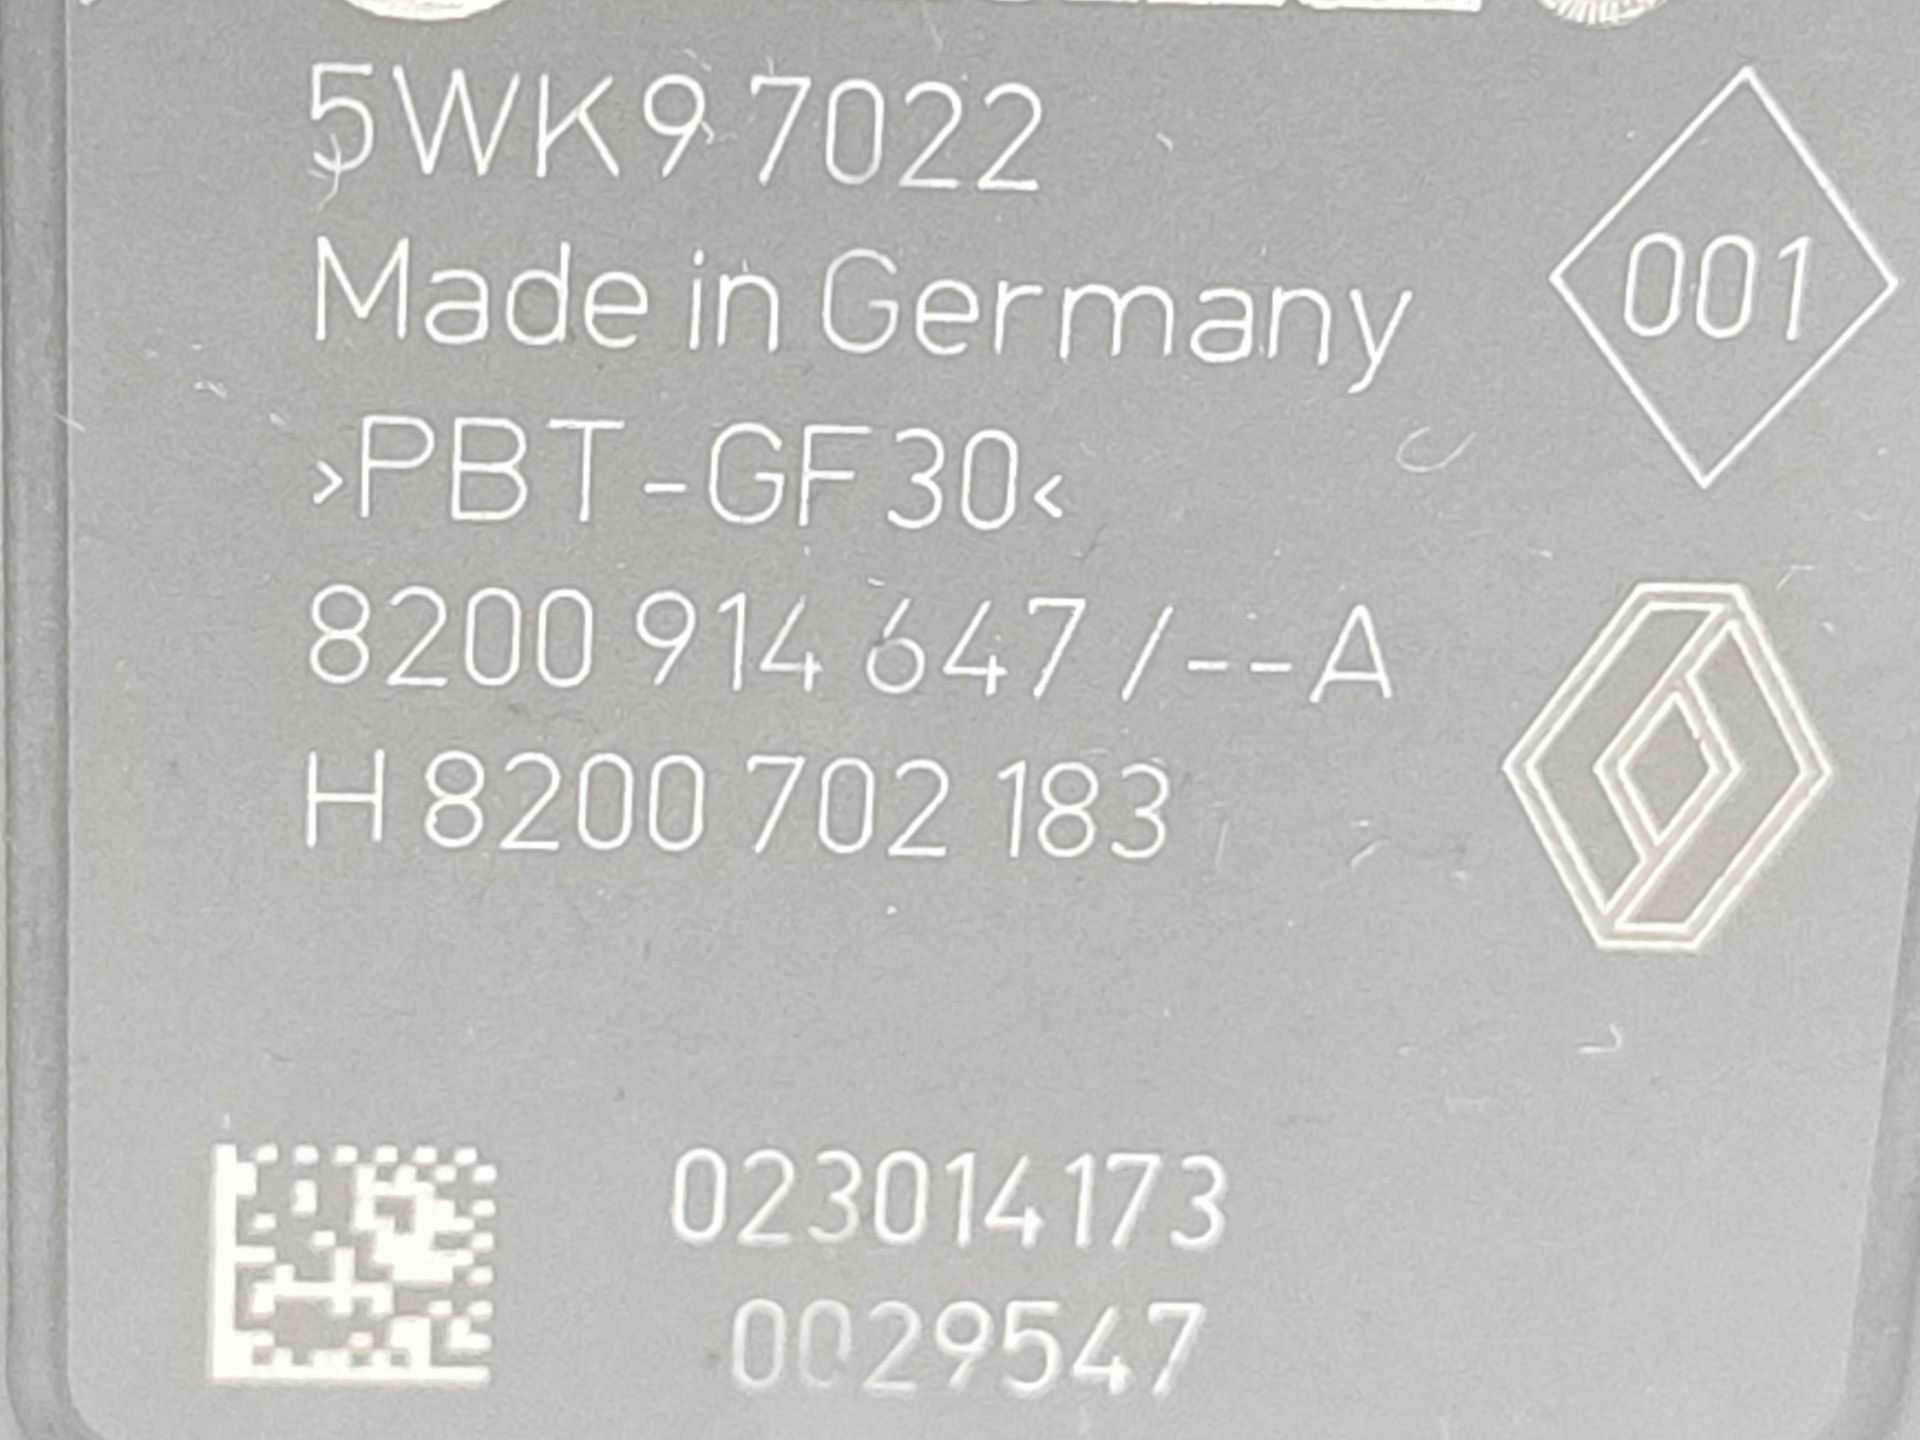 5WK9 7022
001
Made in Germany
>PBT-GF30<
8200 914 647 /--A
H 8200 702 183
023014173
0029547